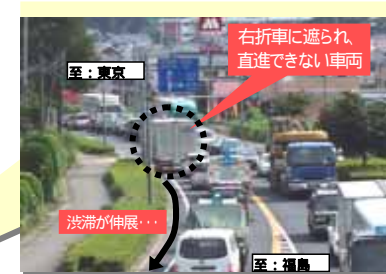 右折車に遮られ、
直進できない車両
至：東京
渋滞が伸展・・・
至：福島